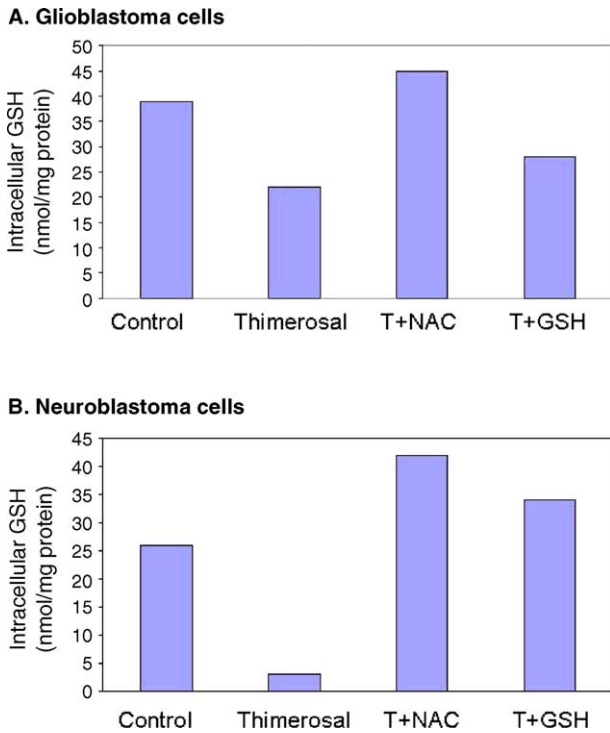 A. Glioblastoma cells
Intracellular GSH
(nmol/mg protein)
50
45
40
35
30
25
20
15
10
5
0
Control Thimerosal T+NAC T+GSH
B. Neuroblastoma cells
Intracellular GSH
(nmol/mg protein)
45
40
35
30
25
20
15
10
5
0
Control Thimerosal T+NAC T+GSH